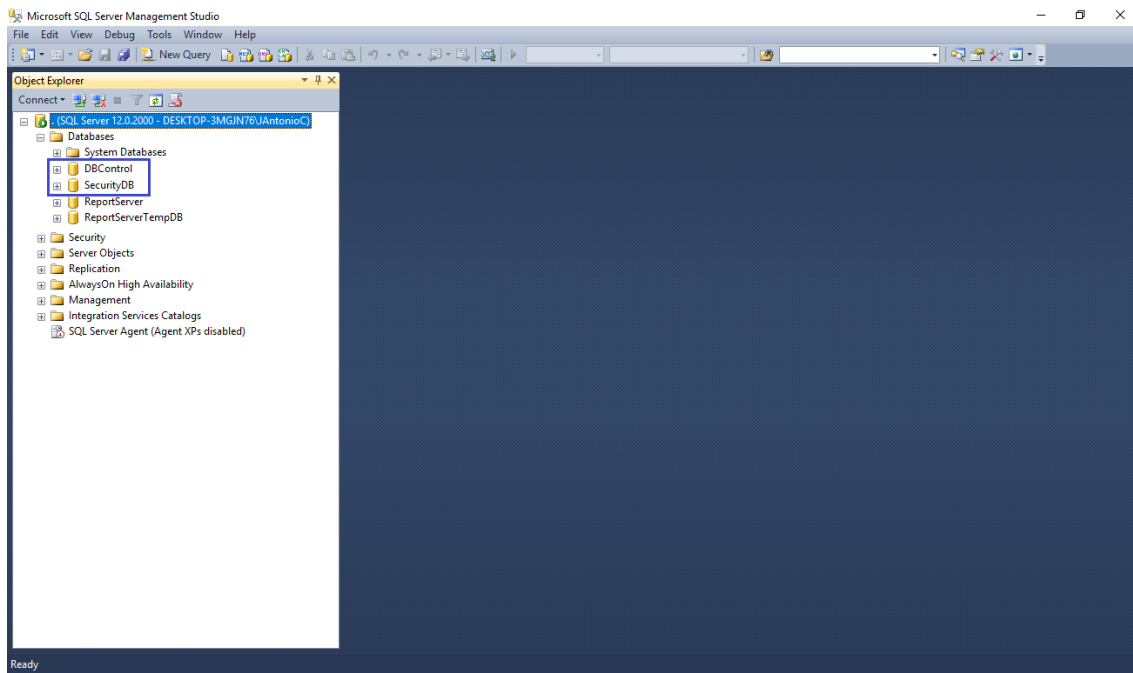 Microsoft SQL Server Management Studio
File Edit View Debug Tools Window Help
New Query
Object Explorer
Connect
. (SQL Server 12.0.2000 - DESKTOP-3MGJN76\JAntonioC)
Databases
System Databases
DBControl
SecurityDB
ReportServer
ReportServerTempDB
Security
Server Objects
Replication
AlwaysOn High Availability
Management
Integration Services Catalogs
SQL Server Agent (Agent XPs disabled)
Ready